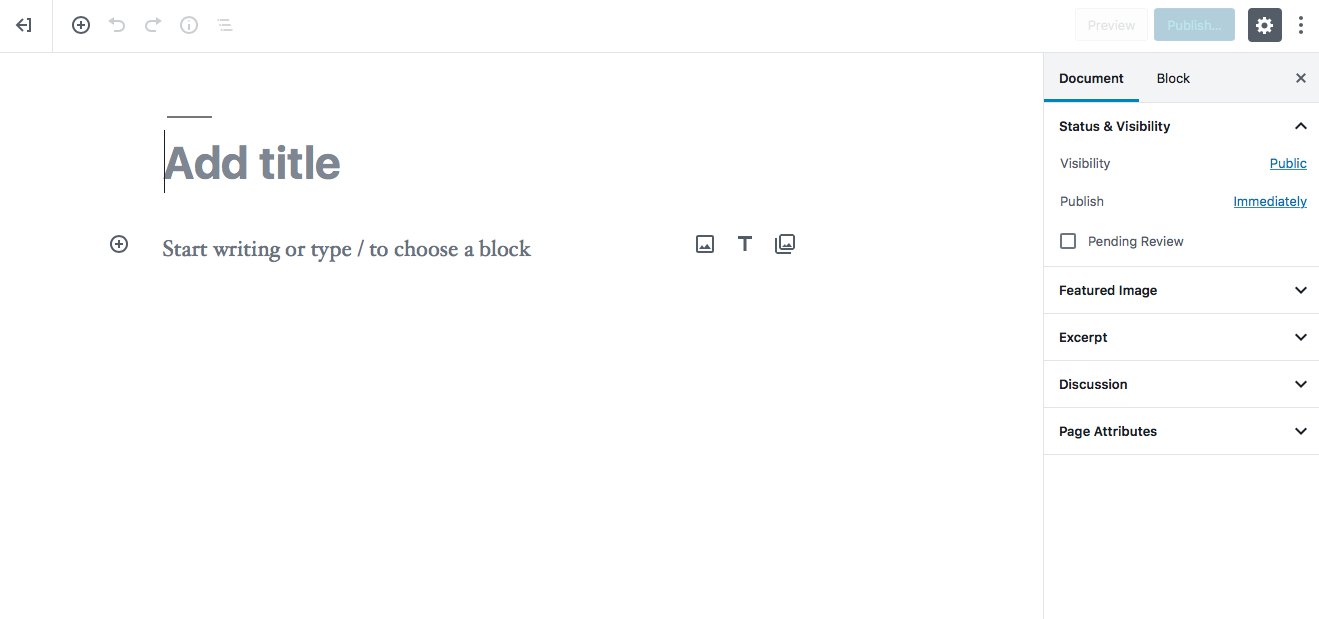 Preview
Publish...
Document
Block
Status & Visibility
Add title
Visibility
Public
Publish
Immediately
Start writing or type / to choose a block
Pending Review
Featured Image
Excerpt
Discussion
Page Attributes